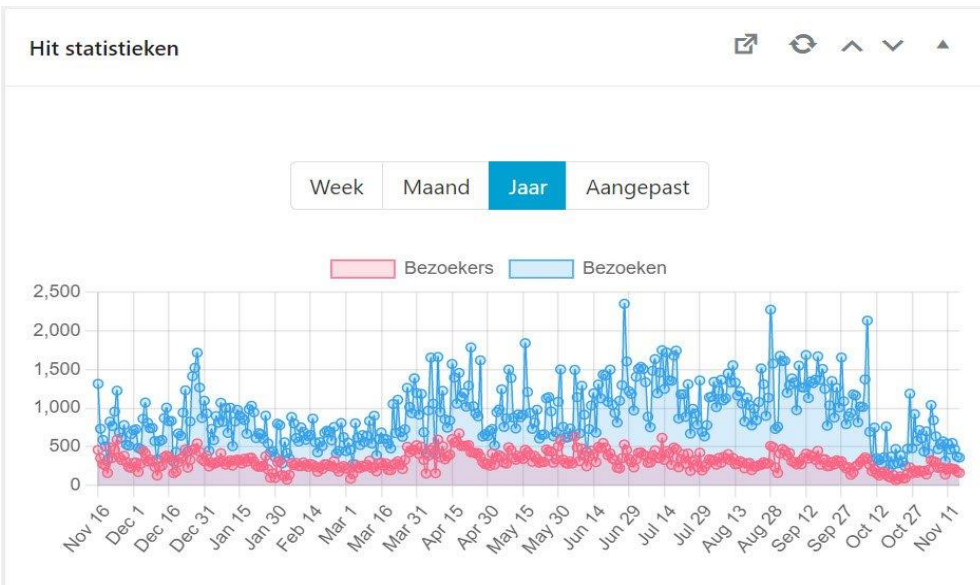 Hit statistieken
Week Maand Jaar Aangepast
Bezoekers Bezoeken
2,500
2,000
1,500
1,000
500
0
Nov 16 Dec 1 Dec 16 Dec 31 Jan 15 Jan 30 Feb 14 Mar 1 Mar 16 Mar 31 Apr 15 Apr 30 May 15 May 30 Jun 14 Jun 29 Jul 14 Jul 29 Aug 13 Aug 28 Sep 12 Sep 27 Oct 12 Oct 27 Nov 11